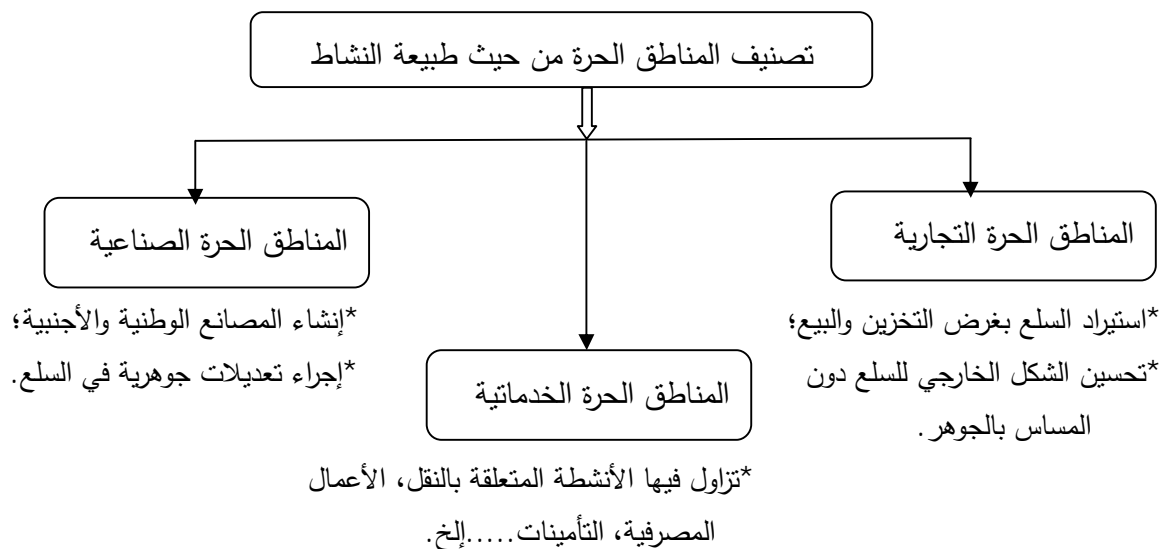 تصنيف المناطق الحرة من حيث طبيعة النشاط
المناطق الحرة التجارية
*استيراد السلع بغرض التخزين والبيع؛
*تحسين الشكل الخارجي للسلع دون
المساس بالجوهر.
المناطق الحرة الخدماتية
*تزاول فيها الأنشطة المتعلقة بالنقل، الأعمال
المصرفية، التأمينات.....إلخ.
المناطق الحرة الصناعية
*إنشاء المصانع الوطنية والأجنبية؛
*إجراء تعديلات جوهرية في السلع.